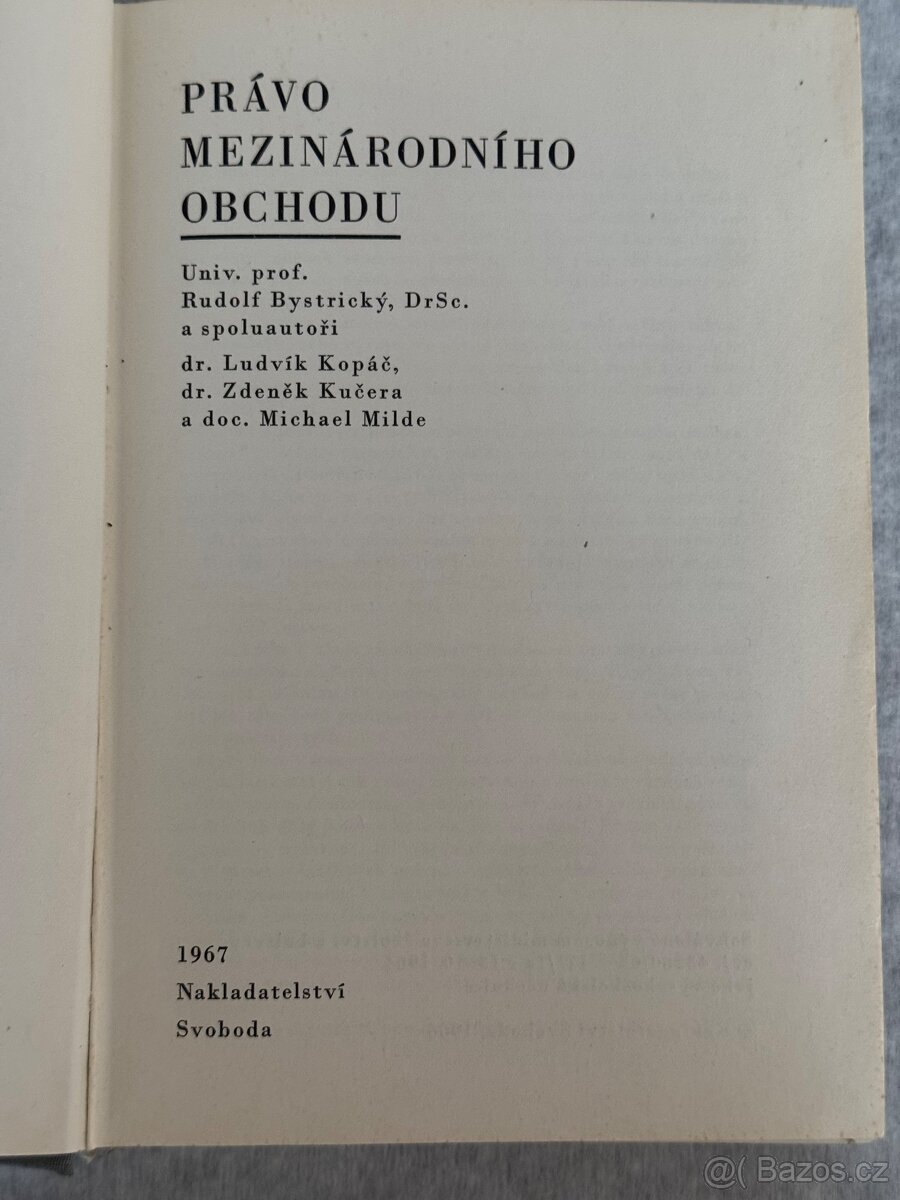 PRÁVO
MEZINÁRODNÍHO
OBCHODU
Univ. prof.
Rudolf Bystrický, DrSc.
a spoluautoři
dr. Ludvík Kopáč,
dr. Zdeněk Kučera
a doc. Michael Milde
1967
Nakladatelství
Svoboda
@( Bazos.cz